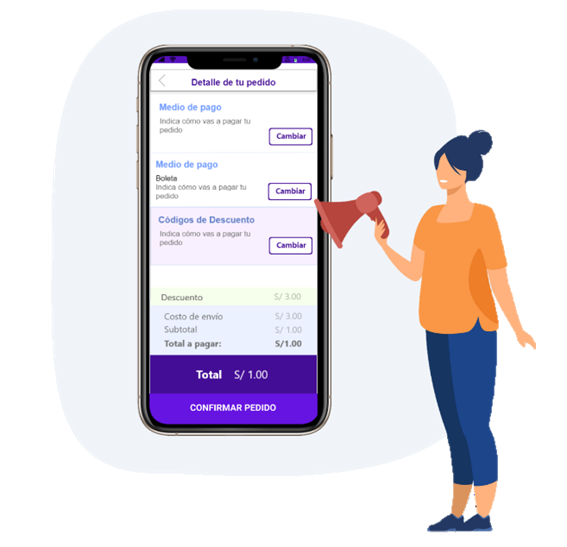 Detalle de tu pedido
Medio de pago
Indica cómo vas a pagar tu
pedido
Cambiar
Medio de pago
Boleta
Indica cómo vas a pagar tu
pedido
Cambiar
Códigos de Descuento
Indica cómo vas a pagar tu
pedido
Cambiar
Descuento S/ 3.00
Costo de envío S/ 3.00
Subtotal S/ 1.00
Total a pagar: S/1.00
Total S/ 1.00
CONFIRMAR PEDIDO